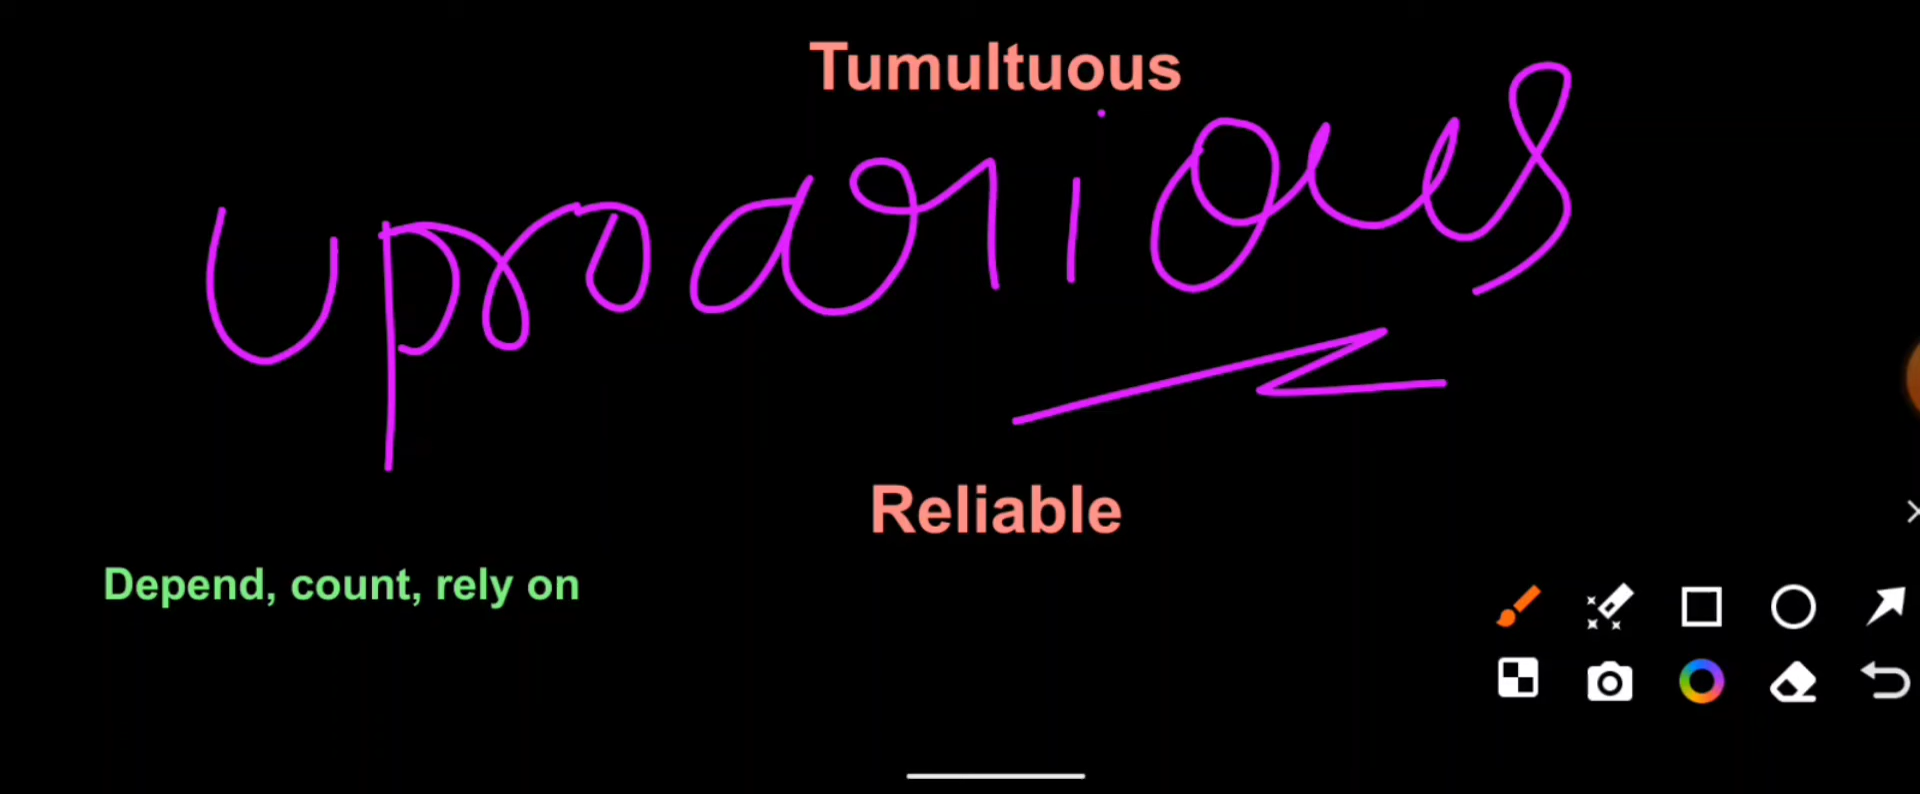 Tumultuous
uproarious
Reliable
Depend, count, rely on